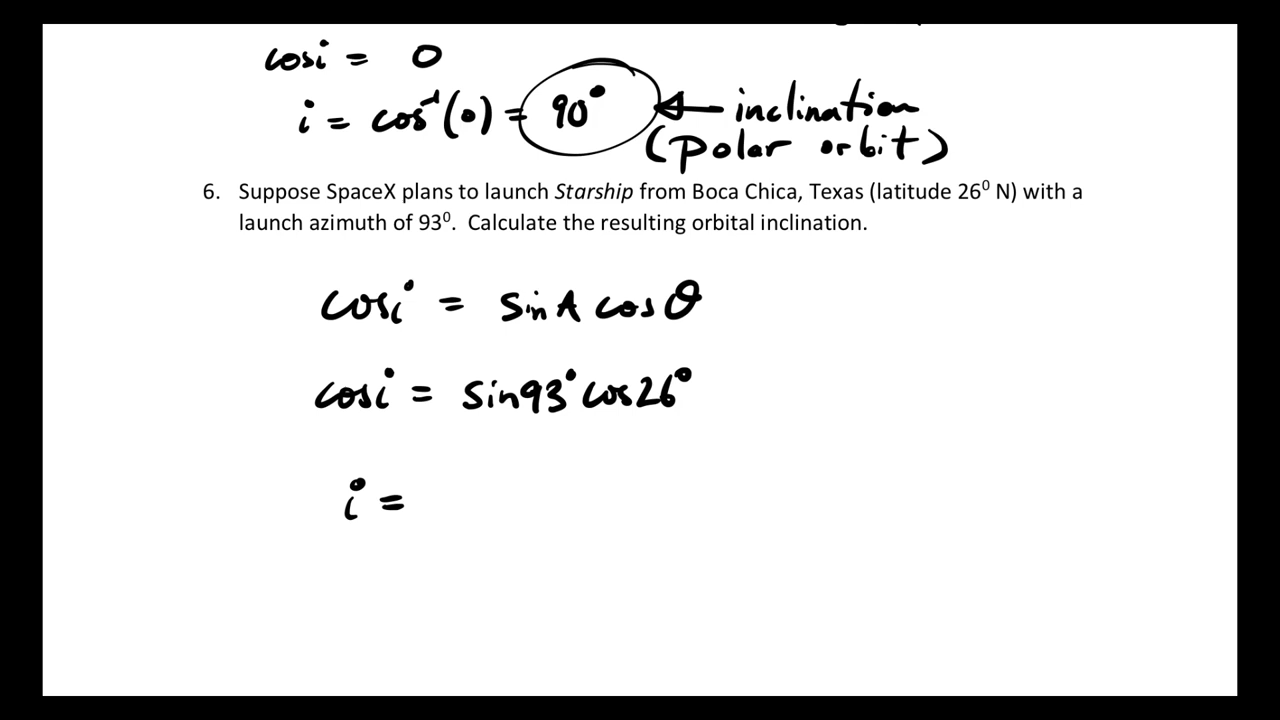 cos i = 0
i = cos⁻¹(0) = 90° ← inclination
(polar orbit)
6. Suppose SpaceX plans to launch Starship from Boca Chica, Texas (latitude 26⁰ N) with a
launch azimuth of 93⁰. Calculate the resulting orbital inclination.
cos i = sin A cos θ
cos i = sin 93° cos 26°
i =